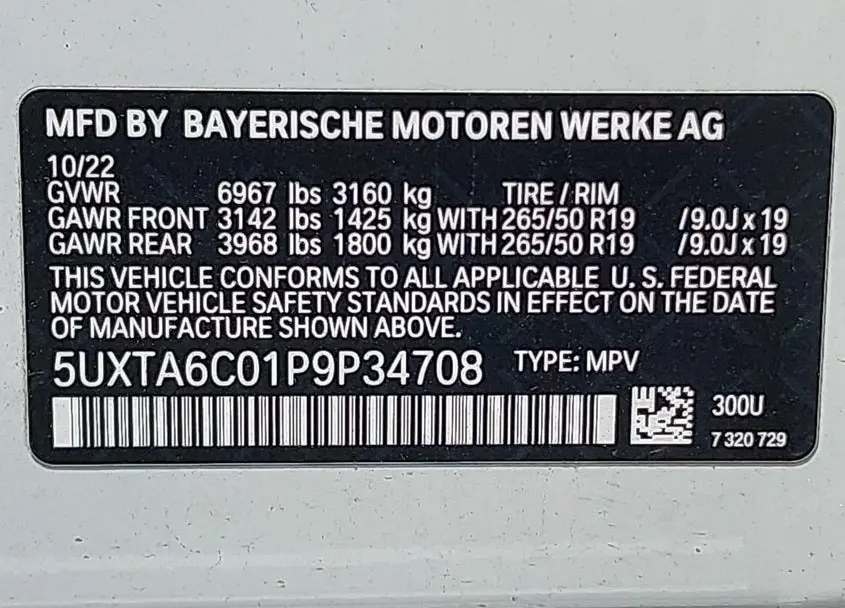 MFD BY BAYERISCHE MOTOREN WERKE AG
10/22
GVWR 6967 lbs 3160 kg TIRE / RIM
GAWR FRONT 3142 lbs 1425 kg WITH 265/50 R19 /9.0J x 19
GAWR REAR 3968 lbs 1800 kg WITH 265/50 R19 /9.0J x 19
THIS VEHICLE CONFORMS TO ALL APPLICABLE U. S. FEDERAL
MOTOR VEHICLE SAFETY STANDARDS IN EFFECT ON THE DATE
OF MANUFACTURE SHOWN ABOVE.
5UXTA6C01P9P34708 TYPE: MPV
300U
7 320 729